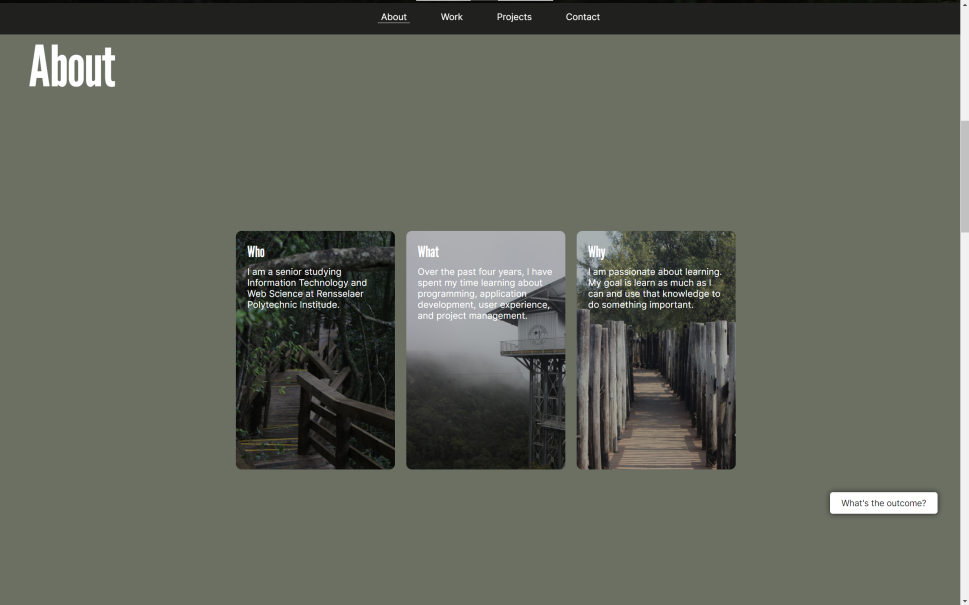 About Work Projects Contact
About
Who
I am a senior studying
Information Technology and
Web Science at Rensselaer
Polytechnic Institude.
What
Over the past four years, I have
spent my time learning about
programming, application
development, user experience,
and project management.
Why
I am passionate about learning.
My goal is learn as much as I
can and use that knowledge to
do something important.
What's the outcome?